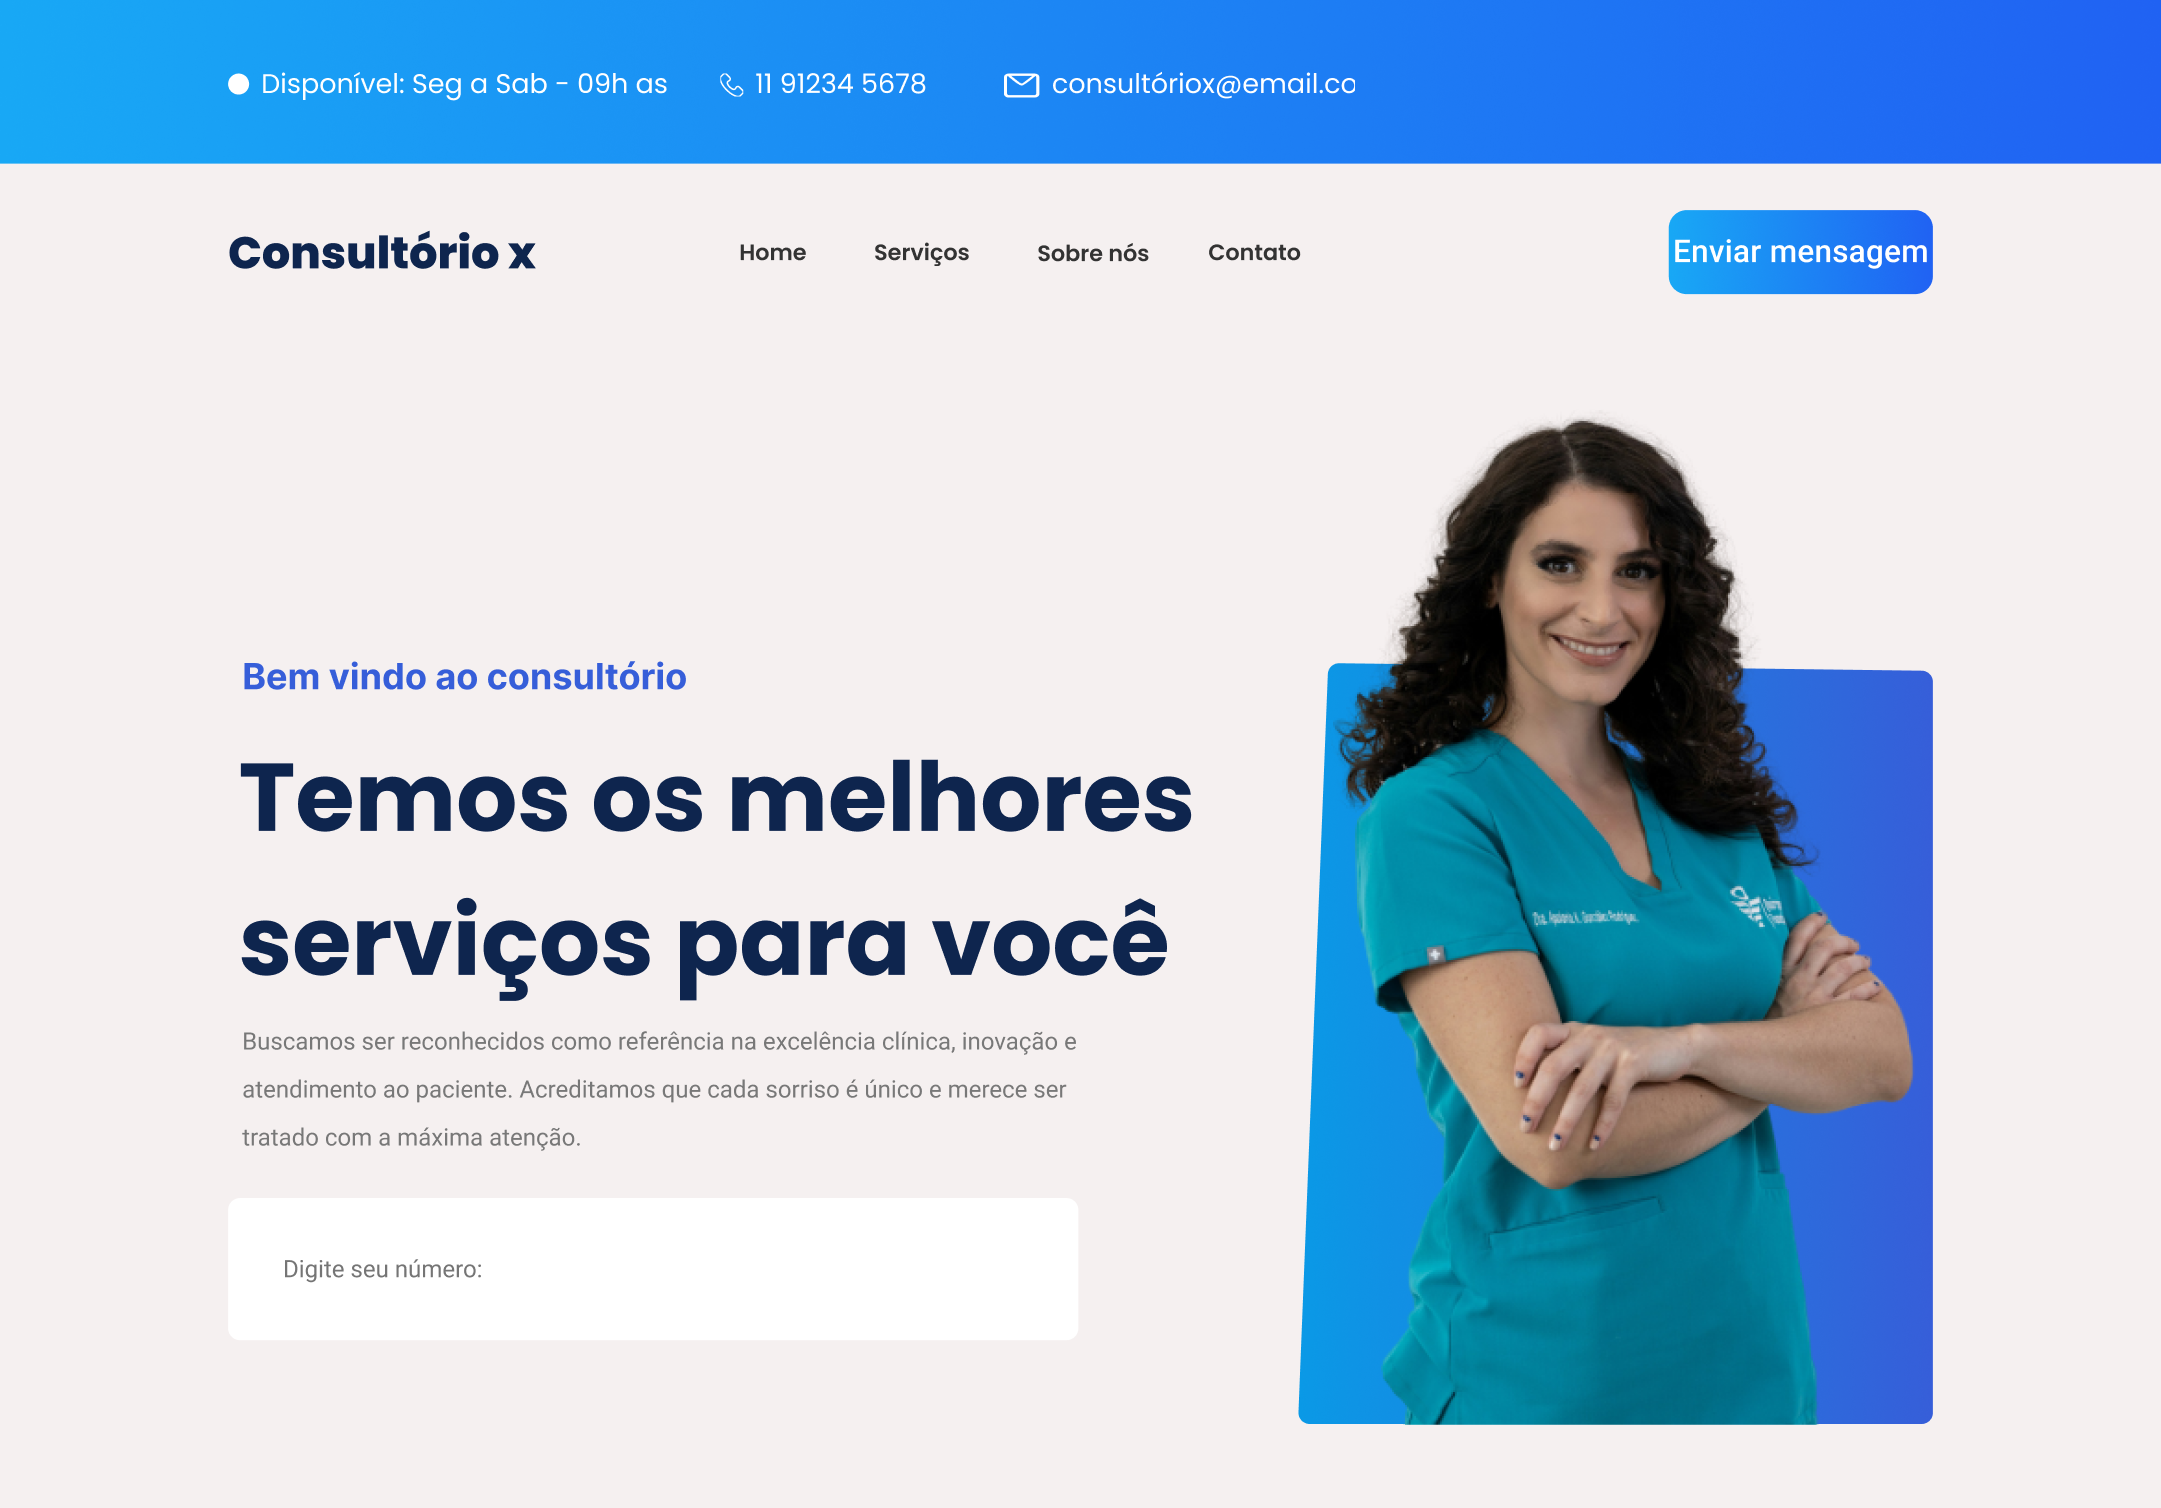 Disponível: Seg a Sab - 09h as
11 91234 5678
consultóriox@email.co
Consultório x
Home
Serviços
Sobre nós
Contato
Enviar mensagem
Bem vindo ao consultório
Temos os melhores
serviços para você
Buscamos ser reconhecidos como referência na excelência clínica, inovação e
atendimento ao paciente. Acreditamos que cada sorriso é único e merece ser
tratado com a máxima atenção.
Digite seu número: